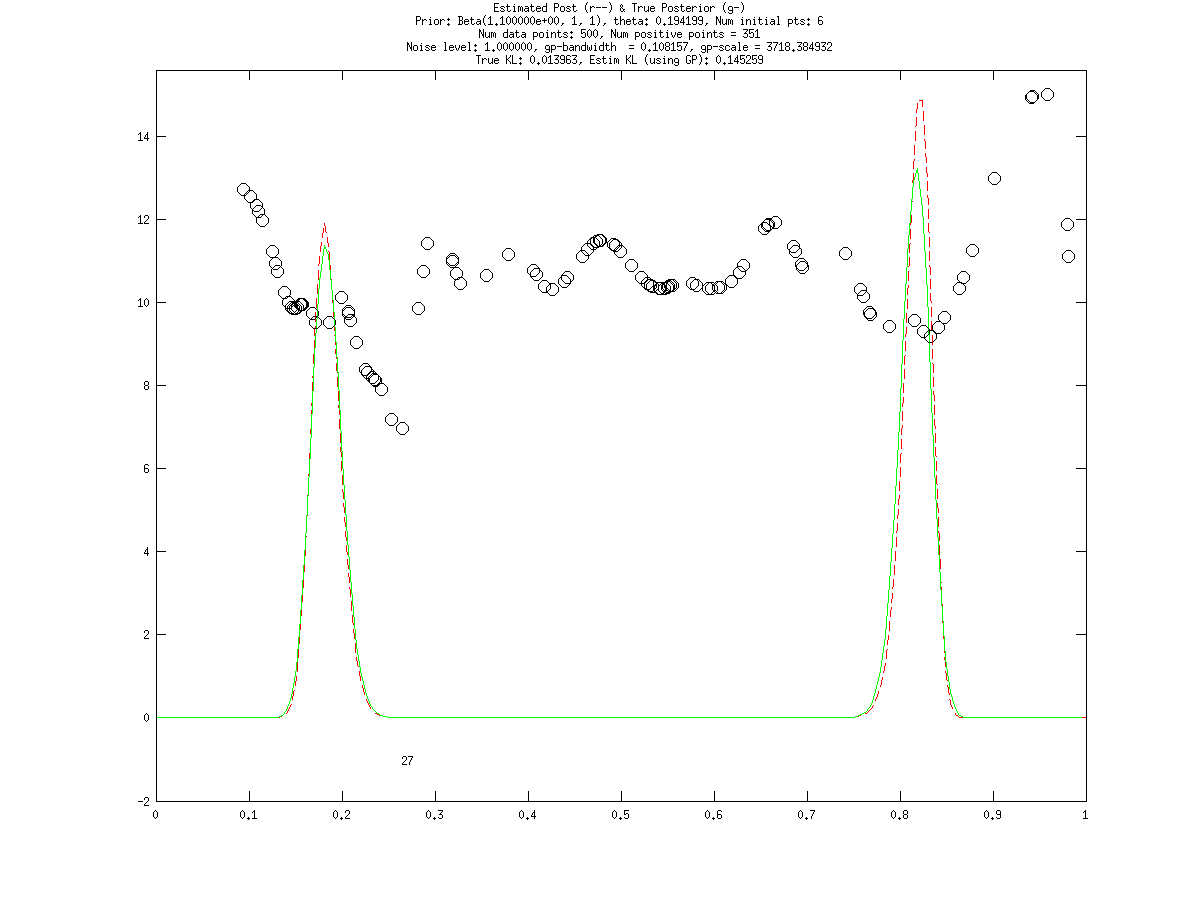 Estimated Post (r--) & True Posterior (g-)
Prior: Beta(1.100000e+00, 1, 1), theta: 0.194199, Num initial pts: 6
Num data points: 500, Num positive points = 351
Noise level: 1.000000, gp-bandwidth  = 0.108157, gp-scale = 3718.384932
True KL: 0.013963, Estim KL (using GP): 0.145259
14
12
10
8
6
4
2
0
27
-2
0 0.1 0.2 0.3 0.4 0.5 0.6 0.7 0.8 0.9 1